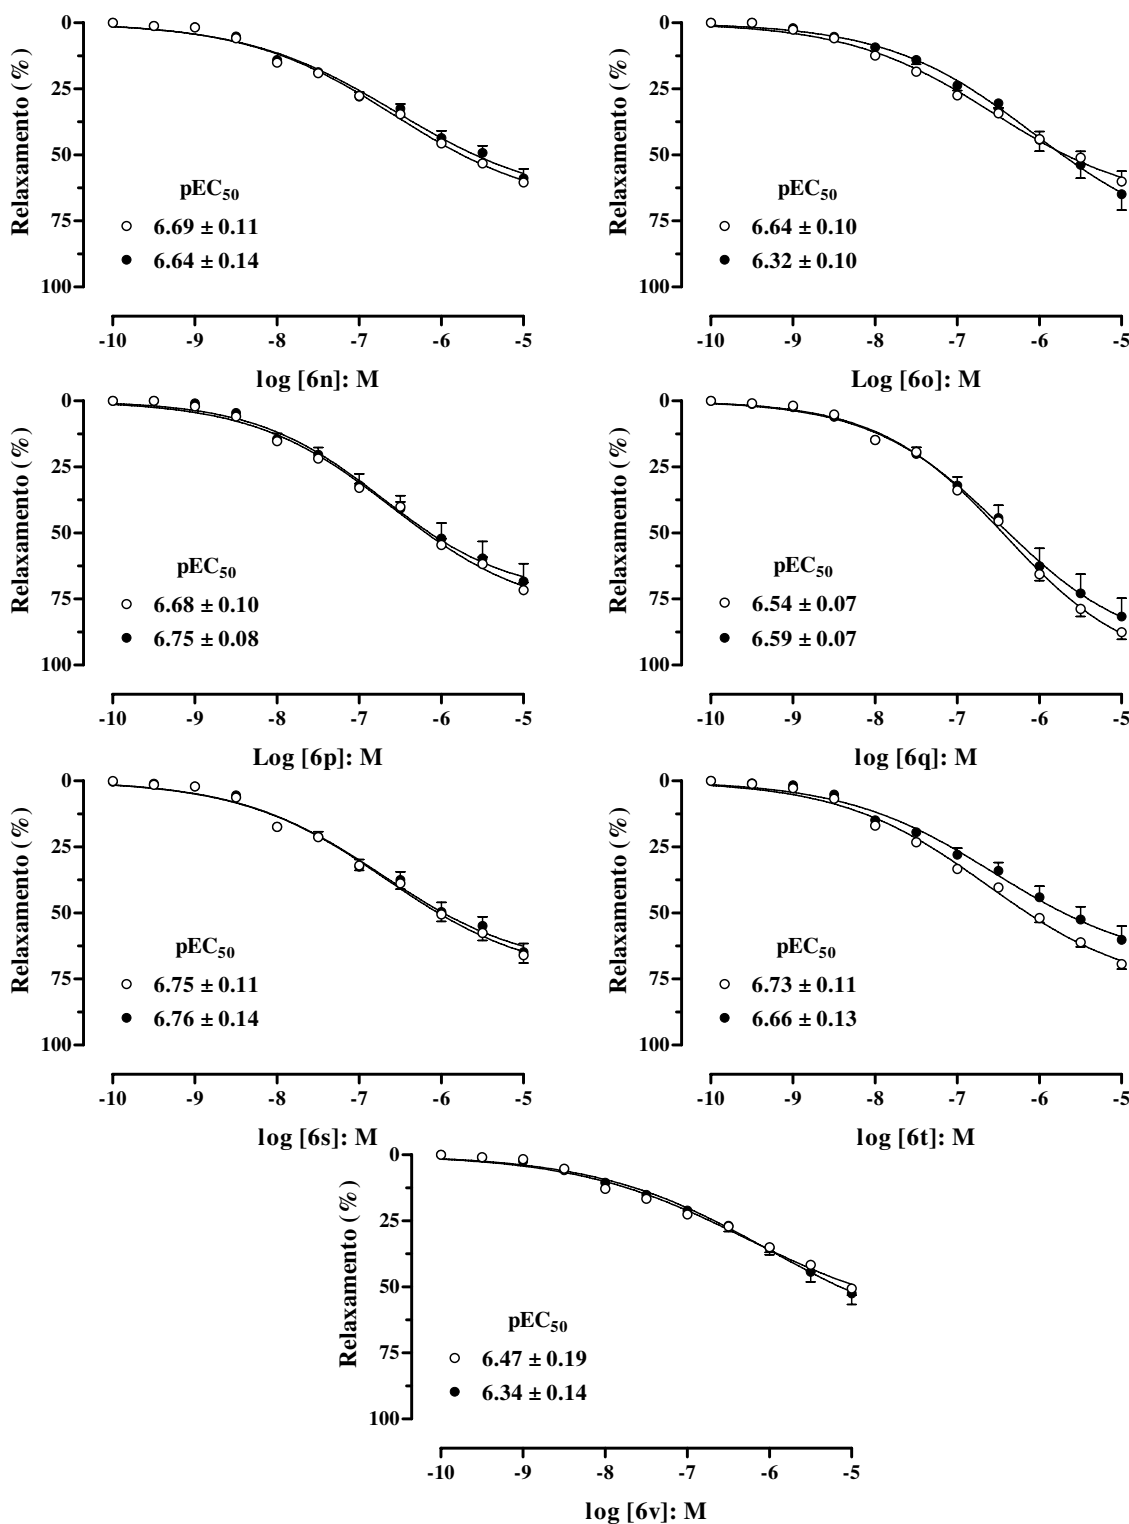 Relaxamento (%)
0
25
50
75
100
pEC50
6.69 ± 0.11
6.64 ± 0.14
-10 -9 -8 -7 -6 -5
log [6n]: M
Relaxamento (%)
0
25
50
75
100
pEC50
6.64 ± 0.10
6.32 ± 0.10
-10 -9 -8 -7 -6 -5
Log [6o]: M
Relaxamento (%)
0
25
50
75
100
pEC50
6.68 ± 0.10
6.75 ± 0.08
-10 -9 -8 -7 -6 -5
Log [6p]: M
Relaxamento (%)
0
25
50
75
100
pEC50
6.54 ± 0.07
6.59 ± 0.07
-10 -9 -8 -7 -6 -5
log [6q]: M
Relaxamento (%)
0
25
50
75
100
pEC50
6.75 ± 0.11
6.76 ± 0.14
-10 -9 -8 -7 -6 -5
log [6s]: M
Relaxamento (%)
0
25
50
75
100
pEC50
6.73 ± 0.11
6.66 ± 0.13
-10 -9 -8 -7 -6 -5
log [6t]: M
Relaxamento (%)
0
25
50
75
100
pEC50
6.47 ± 0.19
6.34 ± 0.14
-10 -9 -8 -7 -6 -5
log [6v]: M